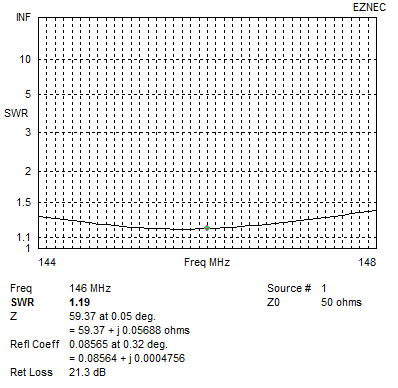 EZNEC
INF
10
5
SWR
3
2
1.5
1.1
1
144 Freq MHz 148
Freq 146 MHz Source # 1
SWR 1.19 Z0 50 ohms
Z 59.37 at 0.05 deg.
= 59.37 + j 0.05688 ohms
Refl Coeff 0.08565 at 0.32 deg.
= 0.08564 + j 0.0004756
Ret Loss 21.3 dB